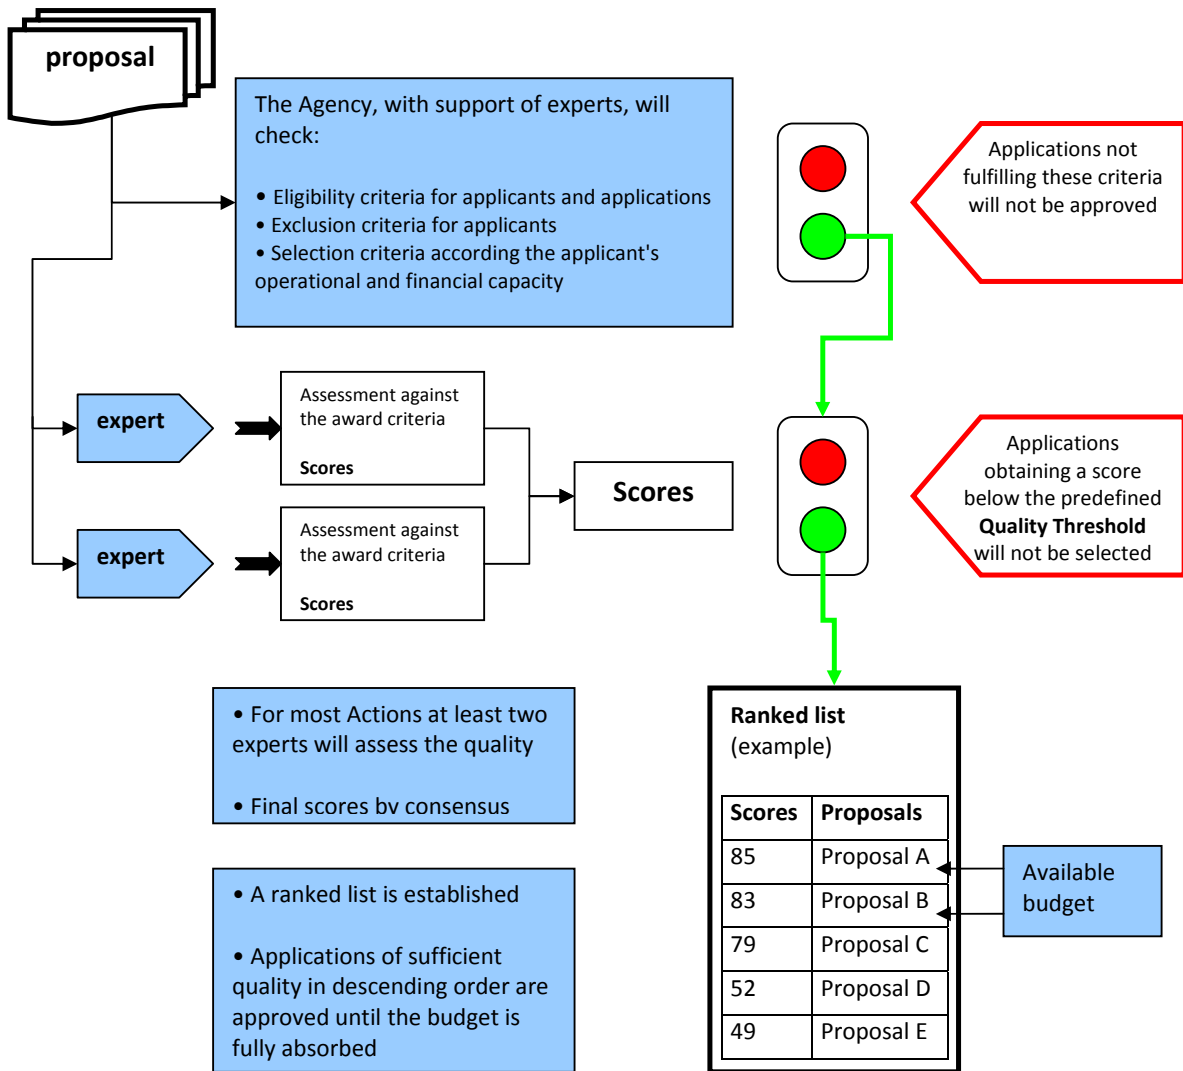 proposal
The Agency, with support of experts, will
check:
• Eligibility criteria for applicants and applications
• Exclusion criteria for applicants
• Selection criteria according the applicant's
operational and financial capacity
Applications not
fulfilling these criteria
will not be approved
expert
Assessment against
the award criteria
Scores
expert
Assessment against
the award criteria
Scores
Scores
Applications
obtaining a score
below the predefined
Quality Threshold
will not be selected
• For most Actions at least two
experts will assess the quality
• Final scores by consensus
• A ranked list is established
• Applications of sufficient
quality in descending order are
approved until the budget is
fully absorbed
Ranked list
(example)
Scores Proposals
85 Proposal A
83 Proposal B
79 Proposal C
52 Proposal D
49 Proposal E
Available
budget